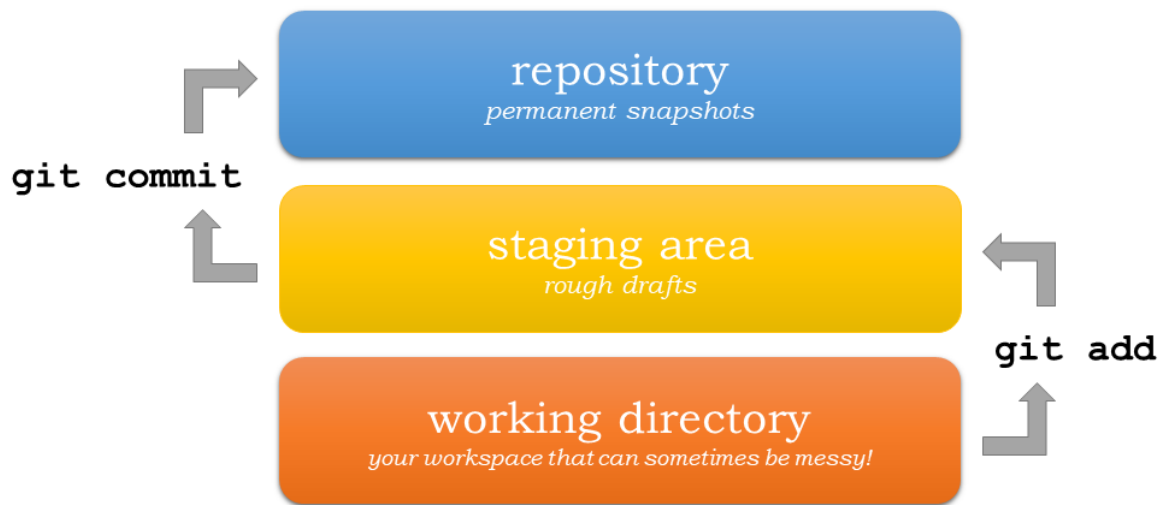 repository
permanent snapshots
git commit
staging area
rough drafts
git add
working directory
your workspace that can sometimes be messy!